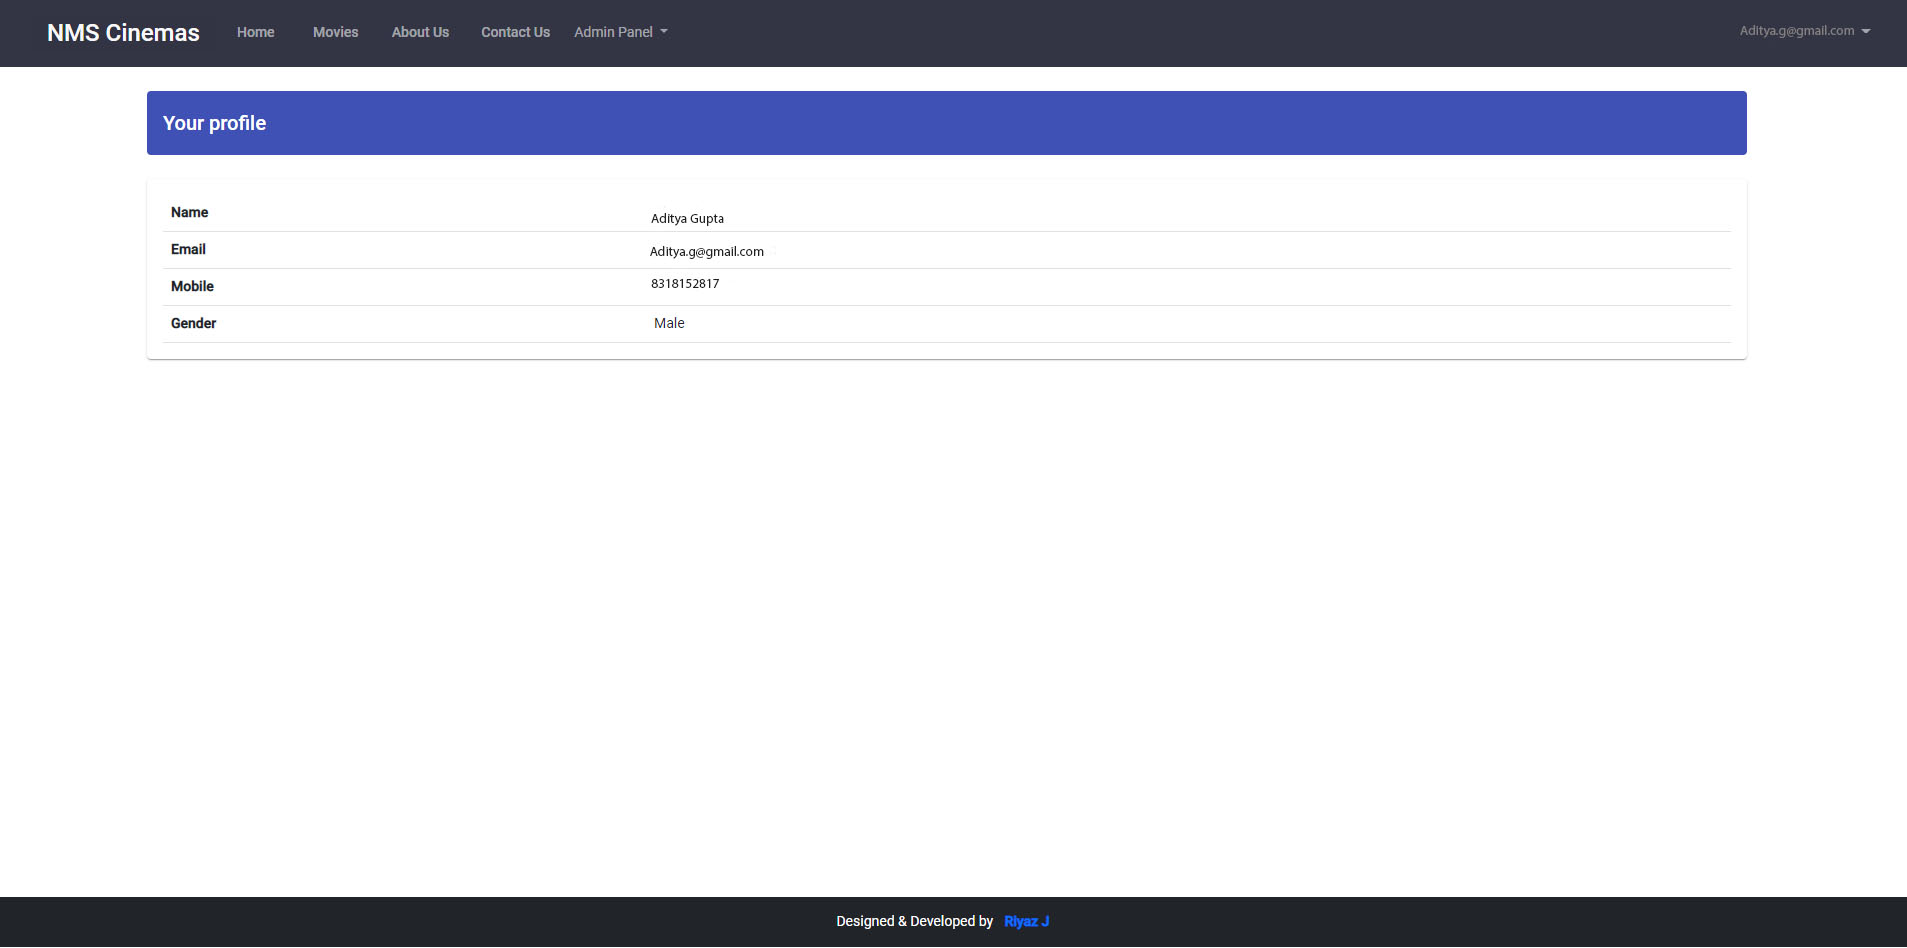 NMS Cinemas Home Movies About Us Contact Us Admin Panel Aditya.g@gmail.com
Your profile
Name Aditya Gupta
Email Aditya.g@gmail.com
Mobile 8318152817
Gender Male
Designed & Developed by Riyaz J